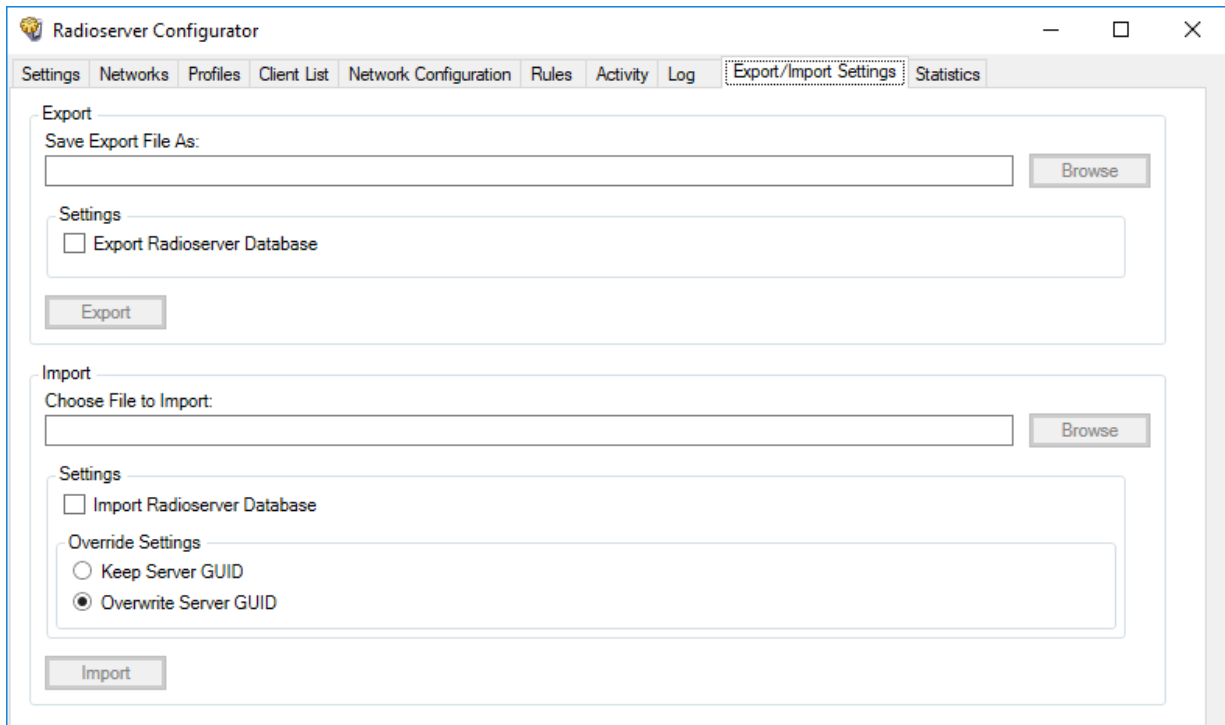 Radioserver Configurator
Settings Networks Profiles Client List Network Configuration Rules Activity Log Export/Import Settings Statistics
Export
Save Export File As:
Browse
Settings
Export Radioserver Database
Export
Import
Choose File to Import:
Browse
Settings
Import Radioserver Database
Override Settings
Keep Server GUID
Overwrite Server GUID
Import